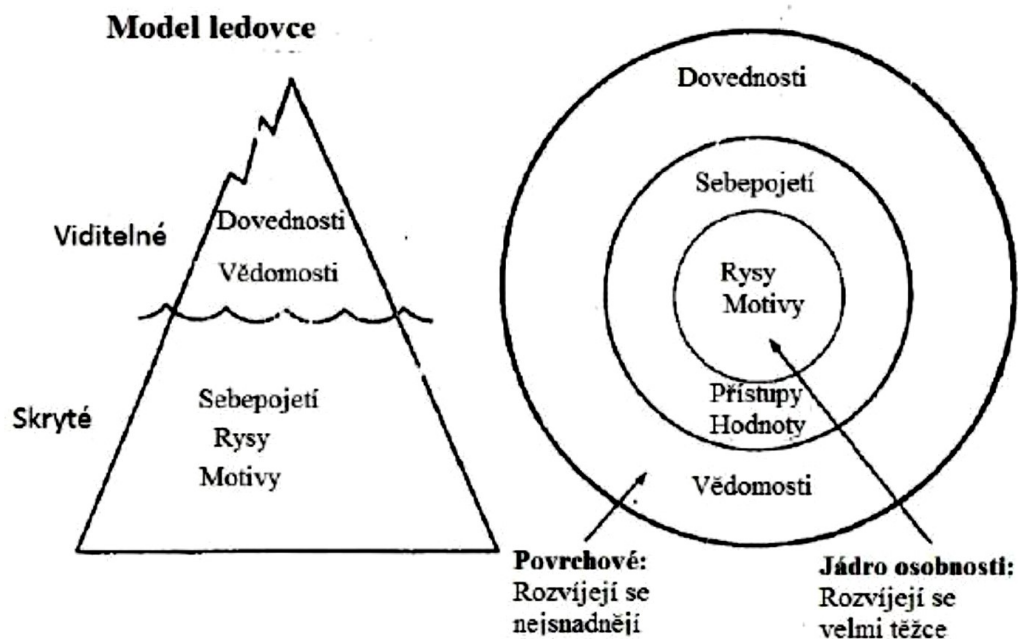 Model ledovce
Viditelné
Dovednosti
Vědomosti
Skryté
Sebepojetí
Rysy
Motivy
Dovednosti
Sebepojetí
Rysy
Motivy
Přístupy
Hodnoty
Vědomosti
Povrchové:
Rozvíjejí se
nejsnadněji
Jádro osobnosti:
Rozvíjejí se
velmi těžce